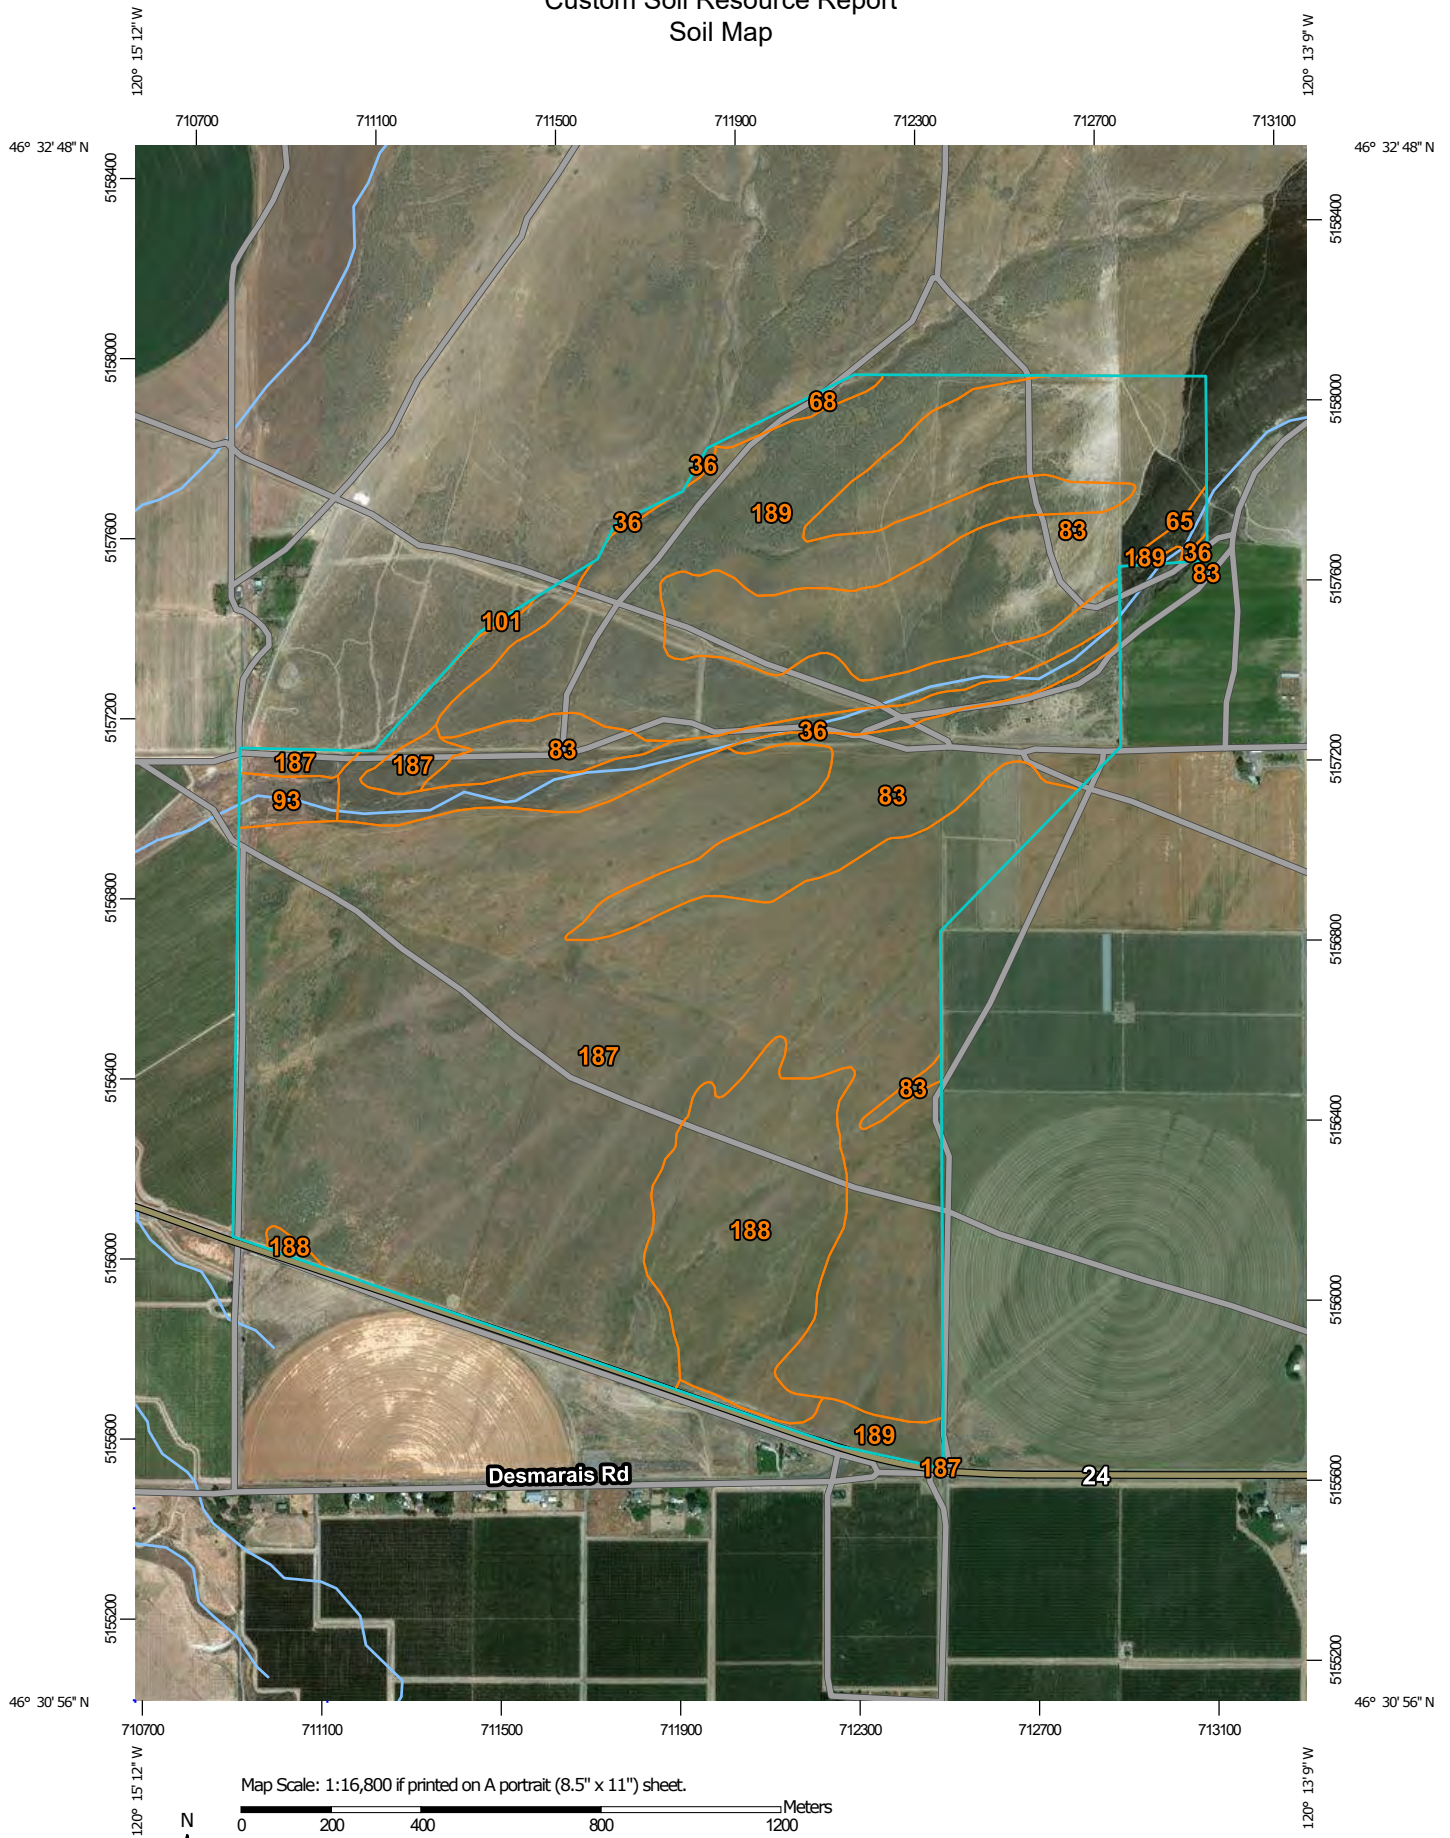 Custom Soil Resource Report
Soil Map
120° 15' 12'' W
120° 13' 9'' W
710700 711100 711500 711900 712300 712700 713100
46° 32' 48'' N
46° 32' 48'' N
5158400
5158400
5158000
5158000
68
36
189
36
83
65
5157600
36
189
83
5157600
101
5157200
36
83
187
187
5157200
93
83
5156800
5156800
187
5156400
83
5156400
188
188
5156000
5156000
189
5155600
187
Desmarais Rd
24
5155600
5155200
5155200
46° 30' 56'' N
46° 30' 56'' N
710700 711100 711500 711900 712300 712700 713100
120° 15' 12'' W
120° 13' 9'' W
Map Scale: 1:16,800 if printed on A portrait (8.5" x 11") sheet.
Meters
N
0 200 400 800 1200